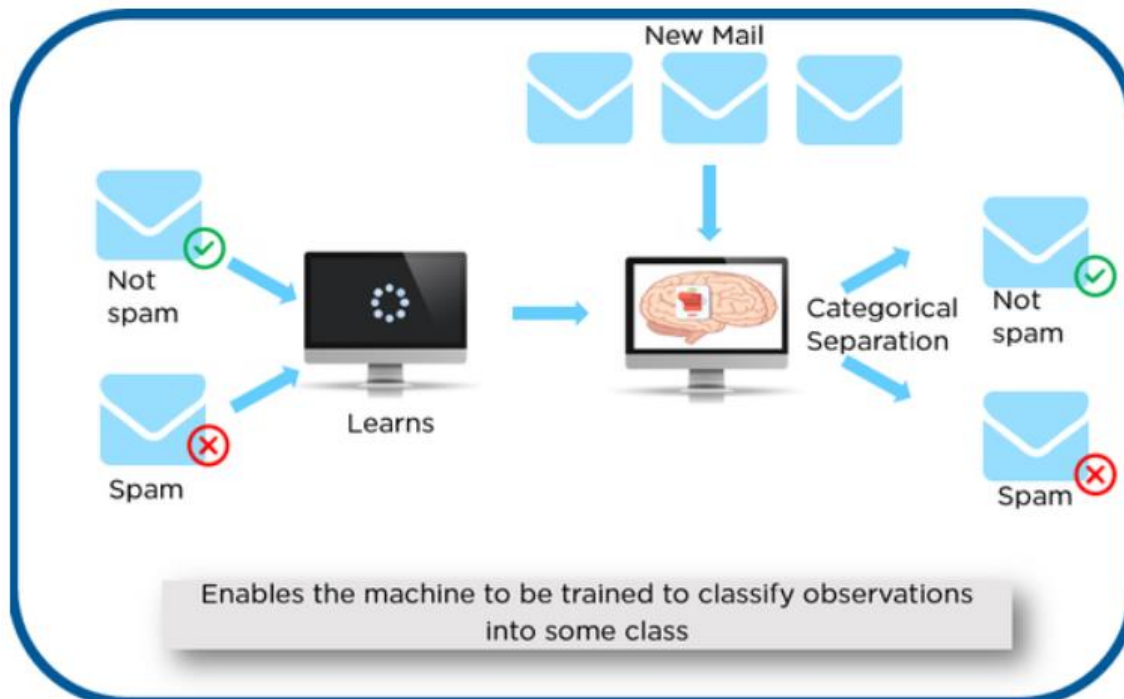 New Mail
Not
spam
Spam
Learns
Categorical
Separation
Not
spam
Spam
Enables the machine to be trained to classify observations
into some class